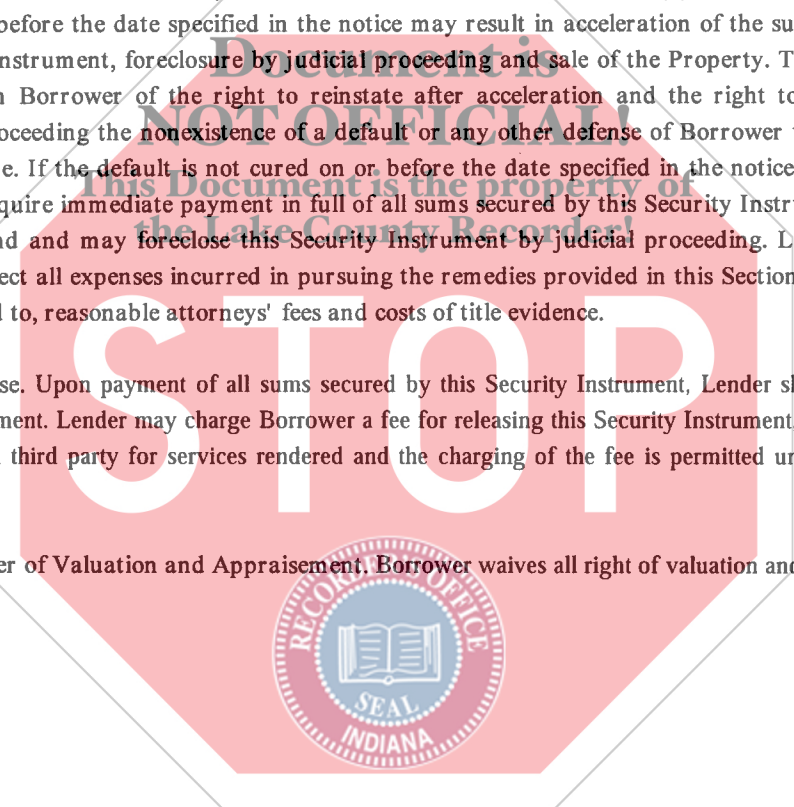 before the date specified in the notice may result in acceleration of the su
nstrument, foreclosure by judicial proceeding and sale of the Property. T
Document is
n Borrower of the right to reinstate after acceleration and the right to
oceeding the nonexistence of a default or any other defense of Borrower
NOT OFFICIAL!
e. If the default is not cured on or before the date specified in the notice
This Document is the property of
quire immediate payment in full of all sums secured by this Security Instr
the Lake County Recorder!
nd and may foreclose this Security Instrument by judicial proceeding. L
ect all expenses incurred in pursuing the remedies provided in this Section
d to, reasonable attorneys' fees and costs of title evidence.
STOP
se. Upon payment of all sums secured by this Security Instrument, Lender sh
ment. Lender may charge Borrower a fee for releasing this Security Instrument.
third party for services rendered and the charging of the fee is permitted un
er of Valuation and Appraisement. Borrower waives all right of valuation and
RECORDER'S OFFICE
SEAL
INDIANA